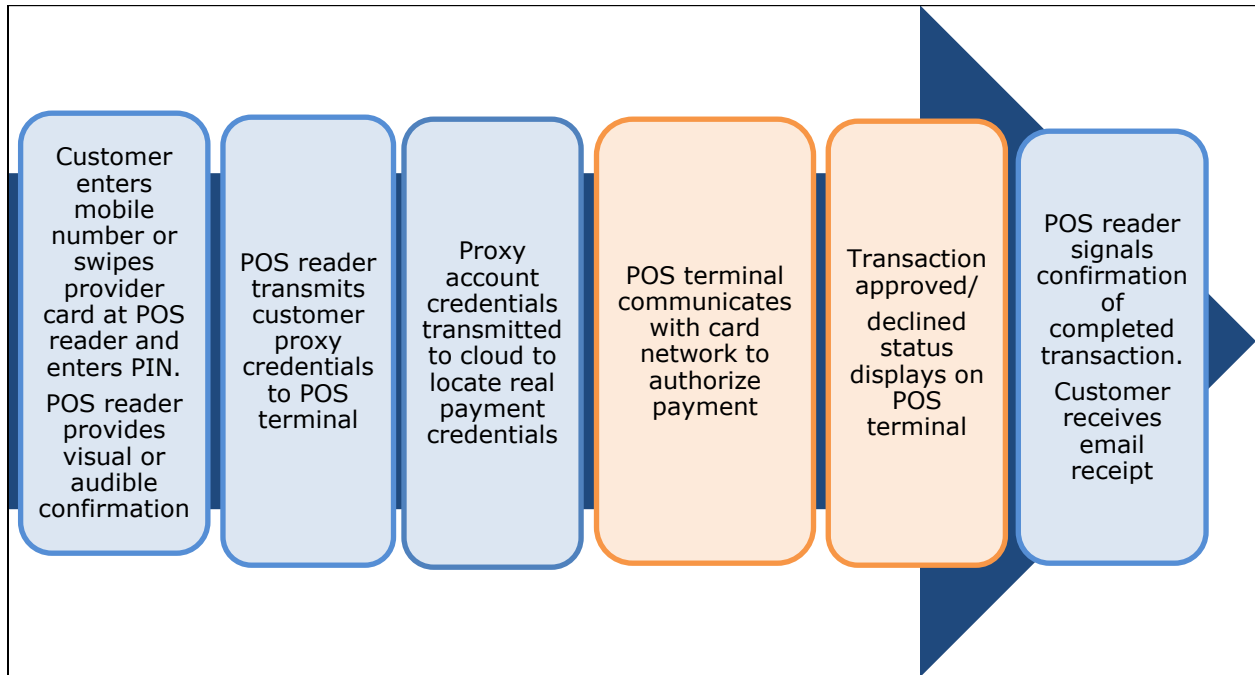 Customer
enters
mobile
number or
swipes
provider
card at POS
reader and
enters PIN.
POS reader
provides
visual or
audible
confirmation
POS reader
transmits
customer
proxy
credentials
to POS
terminal
Proxy
account
credentials
transmitted
to cloud to
locate real
payment
credentials
POS terminal
communicates
with card
network to
authorize
payment
Transaction
approved/
declined
status
displays on
POS
terminal
POS reader
signals
confirmation
of
completed
transaction.
Customer
receives
email
receipt